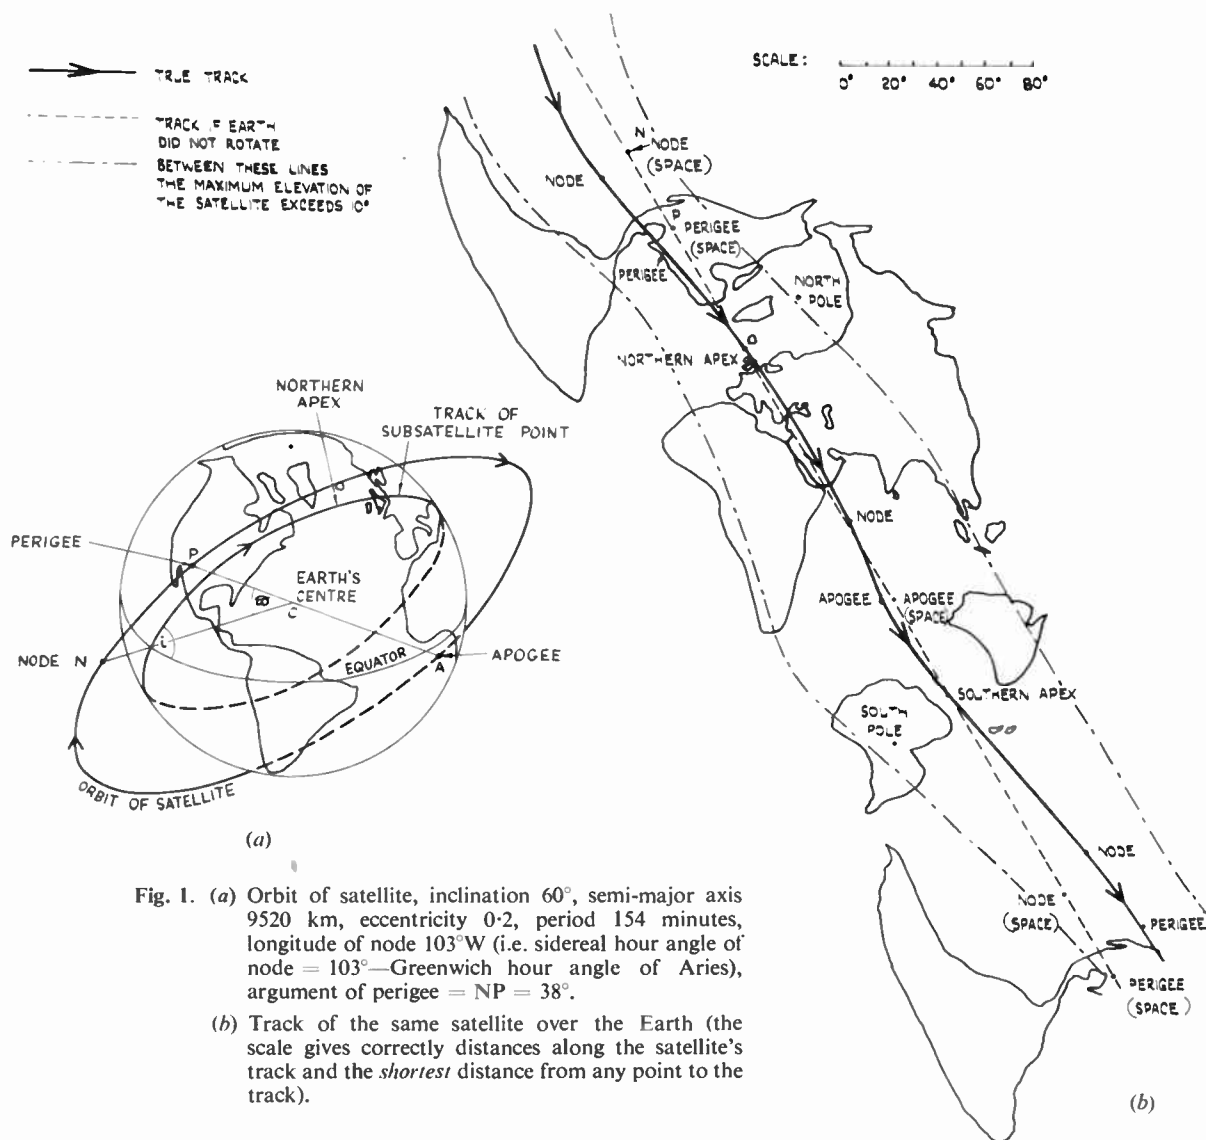 TRUE TRACK
TRACK IF EARTH
DID NOT ROTATE
BETWEEN THESE LINES
THE MAXIMUM ELEVATION OF
THE SATELLITE EXCEEDS 10°
SCALE:
0° 20° 40° 60° 80°
N
NODE
(SPACE)
NODE
P
PERIGEE
(SPACE)
PERIGEE
NORTH
POLE
NORTHERN APEX
NODE
APOGEE
APOGEE
(SPACE)
SOUTHERN APEX
SOUTH
POLE
NODE
NODE
(SPACE)
PERIGEE
PERIGEE
(SPACE)
(b)
NORTHERN
APEX
TRACK OF
SUBSATELLITE POINT
PERIGEE
P
EARTH'S
CENTRE
C
NODE N
i
EQUATOR
A
APOGEE
ORBIT OF SATELLITE
(a)
Fig. 1. (a) Orbit of satellite, inclination 60°, semi-major axis
9520 km, eccentricity 0·2, period 154 minutes,
longitude of node 103°W (i.e. sidereal hour angle of
node = 103°—Greenwich hour angle of Aries),
argument of perigee = NP = 38°.
(b) Track of the same satellite over the Earth (the
scale gives correctly distances along the satellite's
track and the shortest distance from any point to the
track).